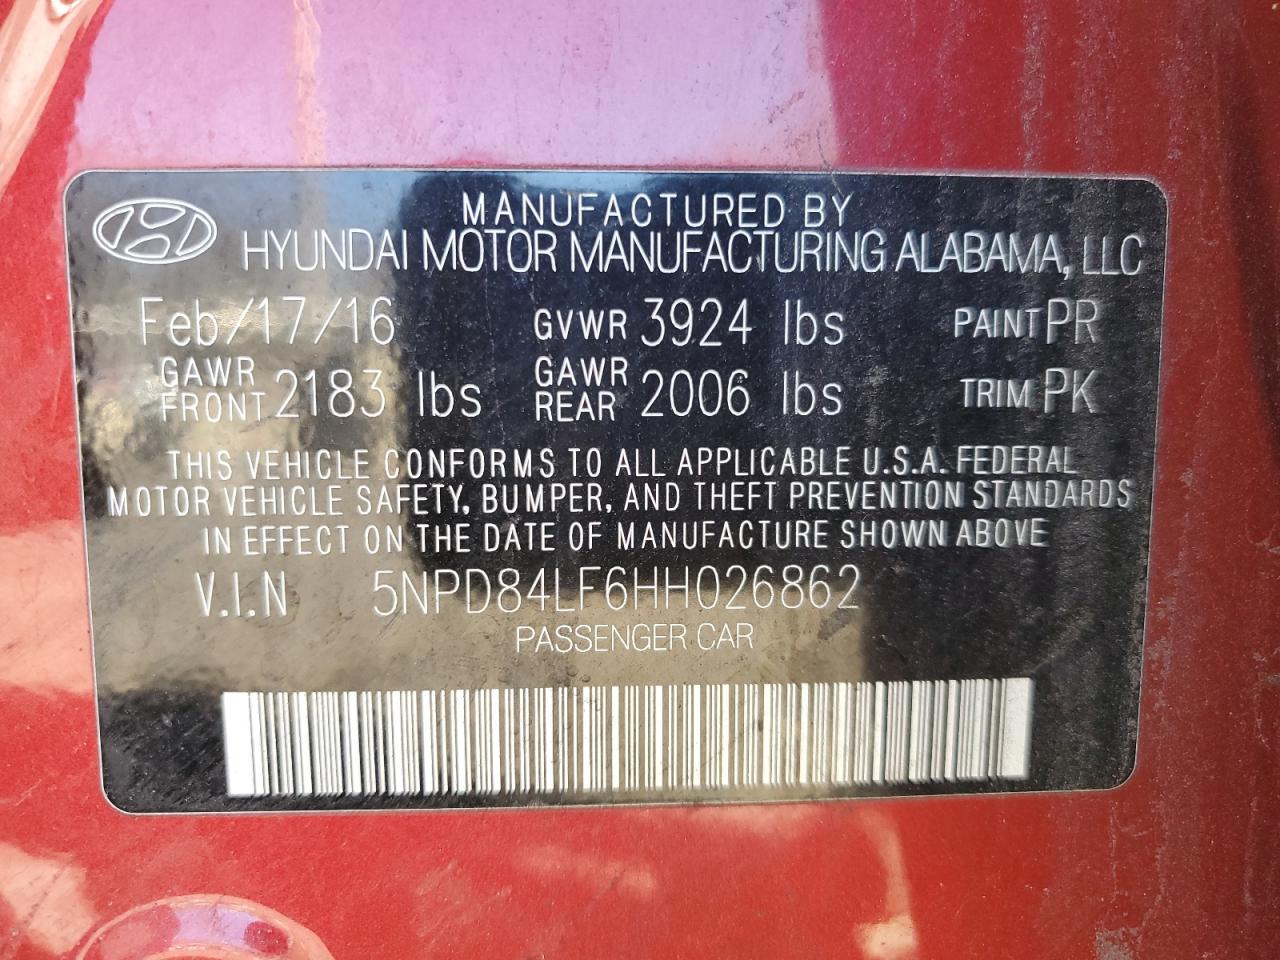 MANUFACTURED BY
HYUNDAI MOTOR MANUFACTURING ALABAMA, LLC
Feb/17/16 GVWR 3924 lbs PAINT PR
GAWR FRONT 2183 lbs GAWR REAR 2006 lbs TRIM PK
THIS VEHICLE CONFORMS TO ALL APPLICABLE U.S.A. FEDERAL
MOTOR VEHICLE SAFETY, BUMPER, AND THEFT PREVENTION STANDARDS
IN EFFECT ON THE DATE OF MANUFACTURE SHOWN ABOVE
V.I.N 5NPD84LF6HH026862
PASSENGER CAR